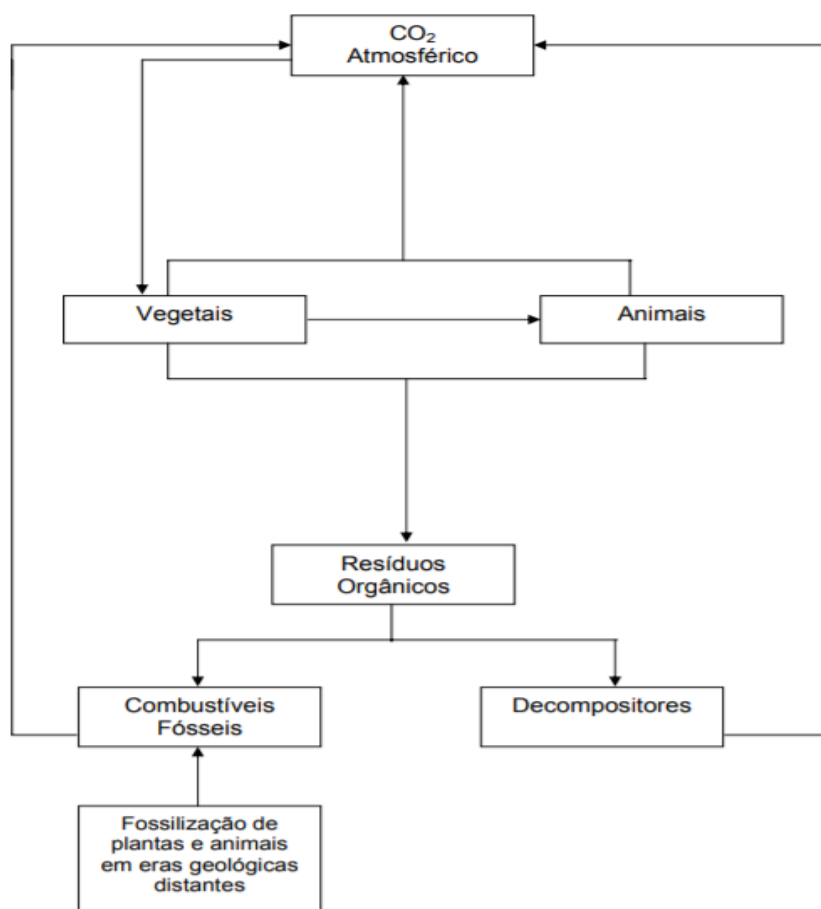 CO₂
Atmosférico
Vegetais
Animais
Resíduos
Orgânicos
Combustíveis
Fósseis
Decompositores
Fossilização de
plantas e animais
em eras geológicas
distantes